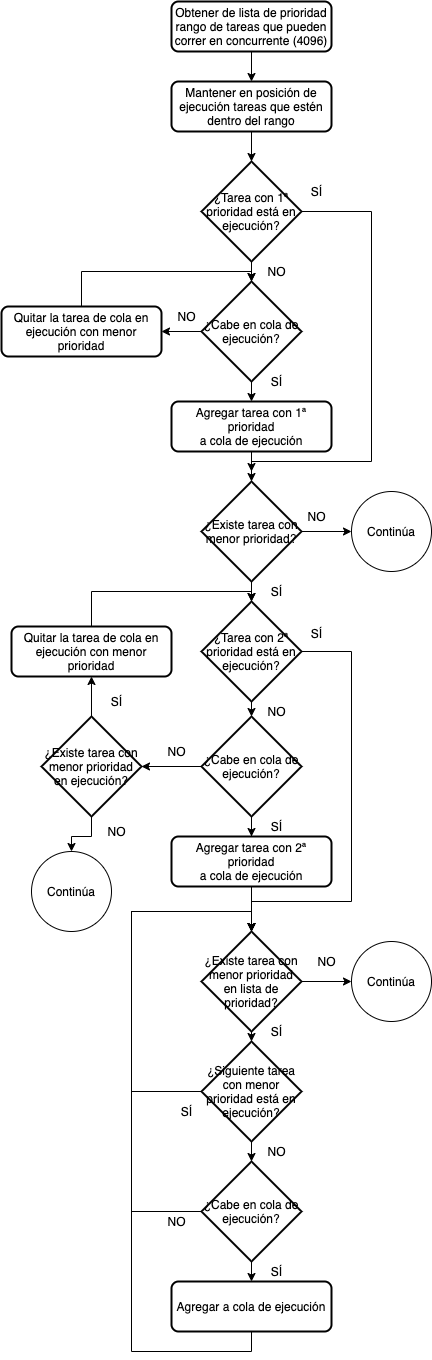 Obtener de lista de prioridad
rango de tareas que pueden
correr en concurrente (4096)
Mantener en posición de
ejecución tareas que estén
dentro del rango
¿Tarea con 1ª
prioridad está en
ejecución?
SÍ
NO
Quitar la tarea de cola en
ejecución con menor
prioridad
NO
¿Cabe en cola de
ejecución?
SÍ
Agregar tarea con 1ª
prioridad
a cola de ejecución
¿Existe tarea con
menor prioridad?
NO
Continúa
SÍ
Quitar la tarea de cola en
ejecución con menor
prioridad
¿Tarea con 2ª
prioridad está en
ejecución?
SÍ
SÍ
NO
¿Existe tarea con
menor prioridad
en ejecución?
NO
¿Cabe en cola de
ejecución?
NO
SÍ
Continúa
Agregar tarea con 2ª
prioridad
a cola de ejecución
¿Existe tarea con
menor prioridad
en lista de
prioridad?
NO
Continúa
SÍ
¿Siguiente tarea
con menor
prioridad está en
ejecución?
SÍ
NO
¿Cabe en cola de
ejecución?
NO
SÍ
Agregar a cola de ejecución